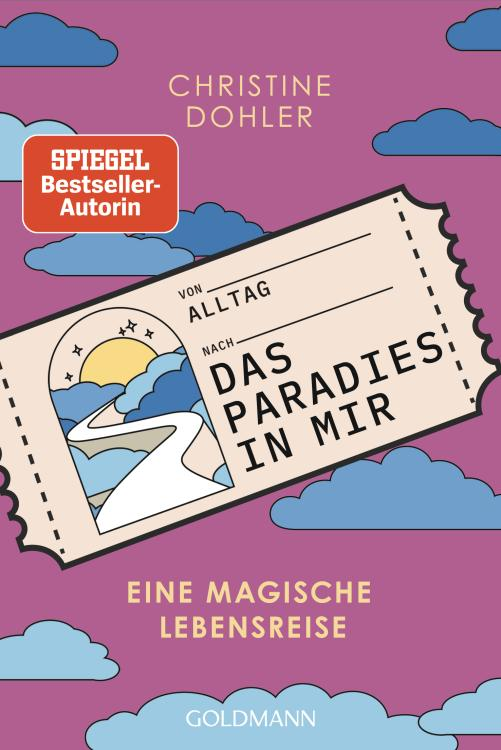 CHRISTINE
DOHLER
SPIEGEL
Bestseller-
Autorin
VON
ALLTAG
NACH
DAS
PARADIES
IN MIR
EINE MAGISCHE
LEBENSREISE
GOLDMANN